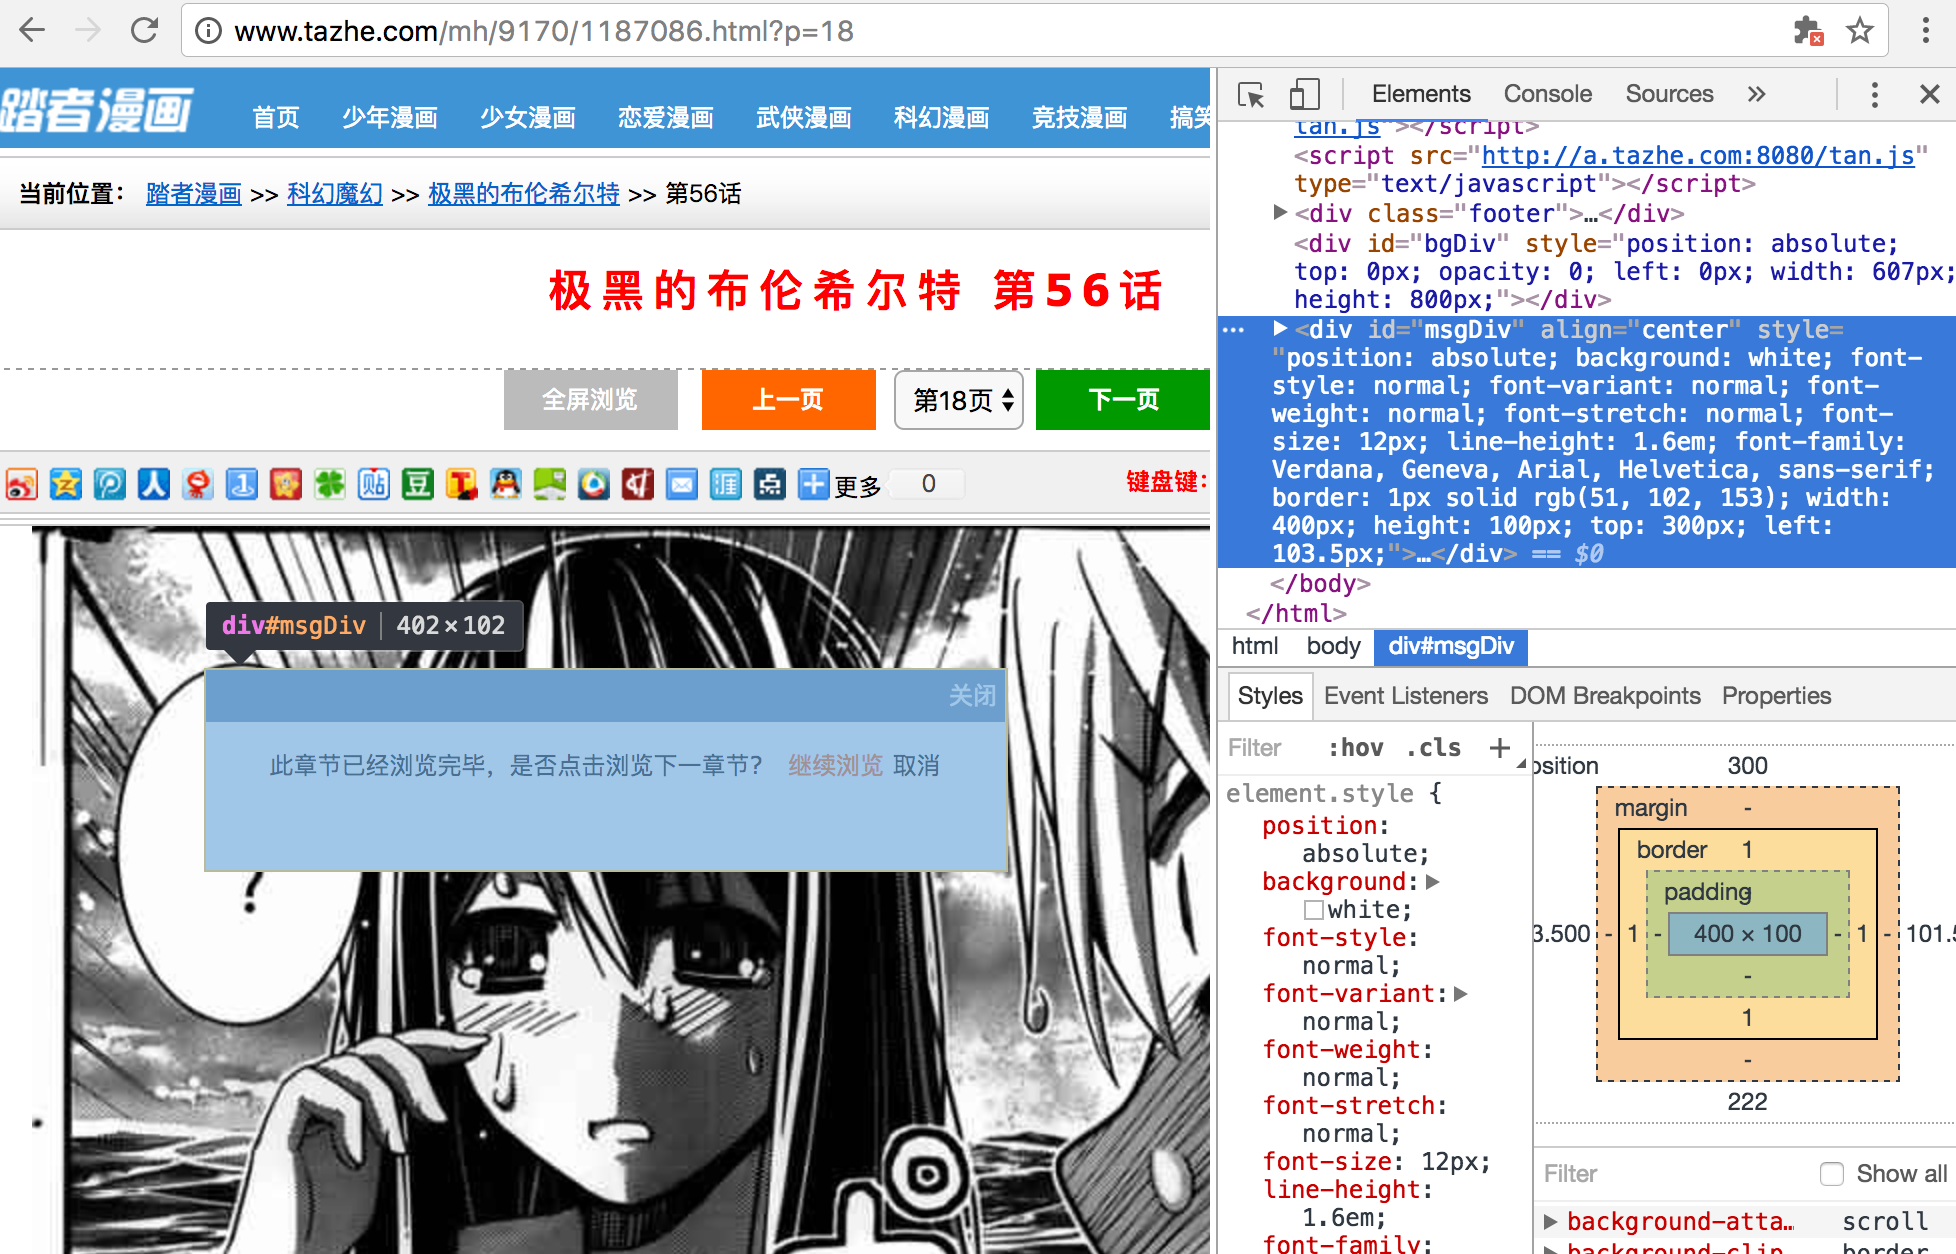 www.tazhe.com/mh/9170/1187086.html?p=18
踏者漫画
首页 少年漫画 少女漫画 恋爱漫画 武侠漫画 科幻漫画 竞技漫画 搞笑
当前位置： 踏者漫画 >> 科幻魔幻 >> 极黑的布伦希尔特 >> 第56话
极黑的布伦希尔特 第56话
全屏浏览 上一页 第18页 下一页
更多 0 键盘键:
div#msgDiv 402×102
关闭
此章节已经浏览完毕，是否点击浏览下一章节？ 继续浏览 取消
?
Elements Console Sources »
tan.js"></script>
<script src="http://a.tazhe.com:8080/tan.js"
type="text/javascript"></script>
<div class="footer">…</div>
<div id="bgDiv" style="position: absolute;
top: 0px; opacity: 0; left: 0px; width: 607px;
height: 800px;"></div>
<div id="msgDiv" align="center" style=
"position: absolute; background: white; font-
style: normal; font-variant: normal; font-
weight: normal; font-stretch: normal; font-
size: 12px; line-height: 1.6em; font-family:
Verdana, Geneva, Arial, Helvetica, sans-serif;
border: 1px solid rgb(51, 102, 153); width:
400px; height: 100px; top: 300px; left:
103.5px;">…</div> == $0
</body>
</html>
html body div#msgDiv
Styles Event Listeners DOM Breakpoints Properties
Filter :hov .cls +
element.style {
position:
absolute;
background:
white;
font-style:
normal;
font-variant:
normal;
font-weight:
normal;
font-stretch:
normal;
font-size: 12px;
line-height:
1.6em;
font-family:
osition 300
margin -
border 1
padding -
3.500 - 1 - 400 × 100 - 1 - 101.5
-
1
-
222
Filter Show all
background-atta… scroll
background-clip border